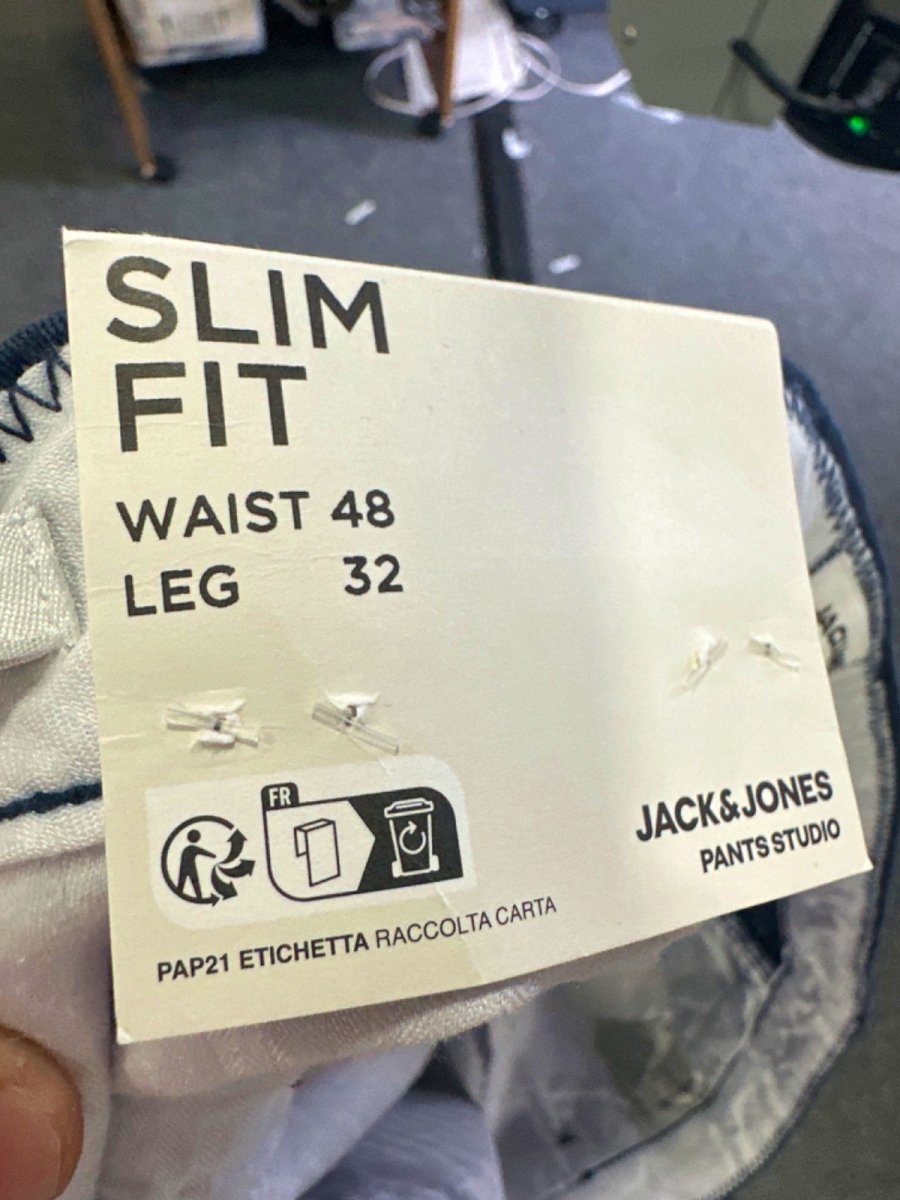 SLIM
FIT
WAIST 48
LEG 32
FR
JACK&JONES
PANTS STUDIO
PAP21 ETICHETTA RACCOLTA CARTA